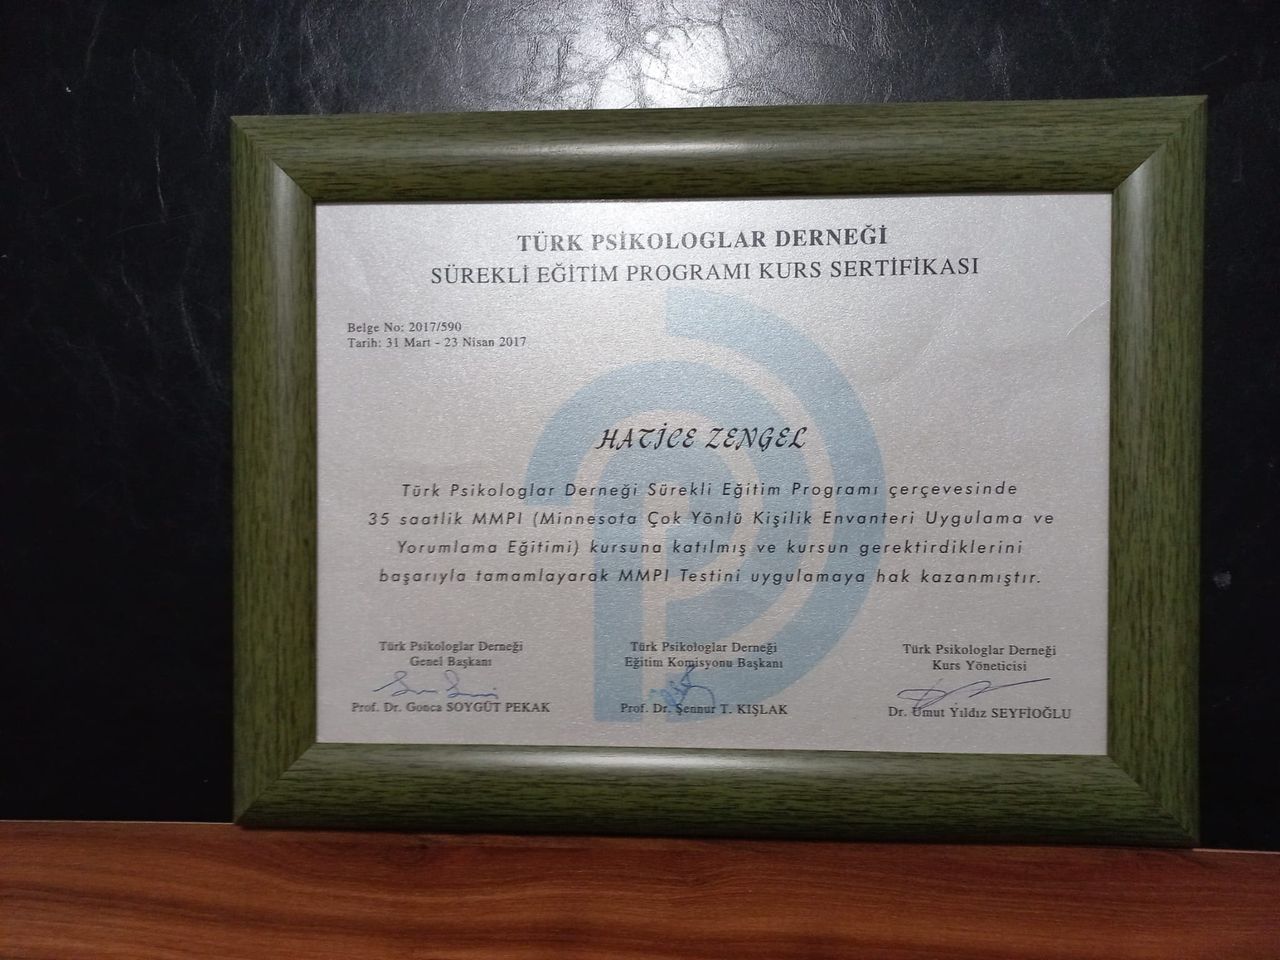 TÜRK PSİKOLOGLAR DERNEĞİ
SÜREKLİ EĞİTİM PROGRAMI KURS SERTİFİKASI
Belge No: 2017/590
Tarih: 31 Mart - 23 Nisan 2017
HATİCE ZENGEL
Türk Psikologlar Derneği Sürekli Eğitim Programı çerçevesinde
35 saatlik MMPI (Minnesota Çok Yönlü Kişilik Envanteri Uygulama ve
Yorumlama Eğitimi) kursuna katılmış ve kursun gerektirdiklerini
başarıyla tamamlayarak MMPI Testini uygulamaya hak kazanmıştır.
Türk Psikologlar Derneği
Genel Başkanı
Prof. Dr. Gonca SOYGÜT PEKAK
Türk Psikologlar Derneği
Eğitim Komisyonu Başkanı
Prof. Dr. Şennur T. KIŞLAK
Türk Psikologlar Derneği
Kurs Yöneticisi
Dr. Umut Yıldız SEYFİOĞLU